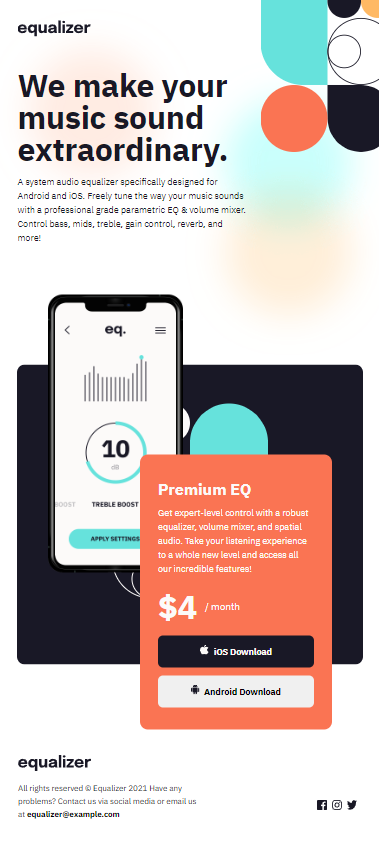 equalizer
We make your
music sound
extraordinary.
A system audio equalizer specifically designed for
Android and iOS. Freely tune the way your music sounds
with a professional grade parametric EQ & volume mixer.
Control bass, mids, treble, gain control, reverb, and
more!
eq.
10
dB
BOOST TREBLE BOOST
APPLY SETTINGS
Premium EQ
Get expert-level control with a robust
equalizer, volume mixer, and spatial
audio. Take your listening experience
to a whole new level and access all
our incredible features!
$4 / month
iOS Download
Android Download
equalizer
All rights reserved © Equalizer 2021 Have any
problems? Contact us via social media or email us
at equalizer@example.com